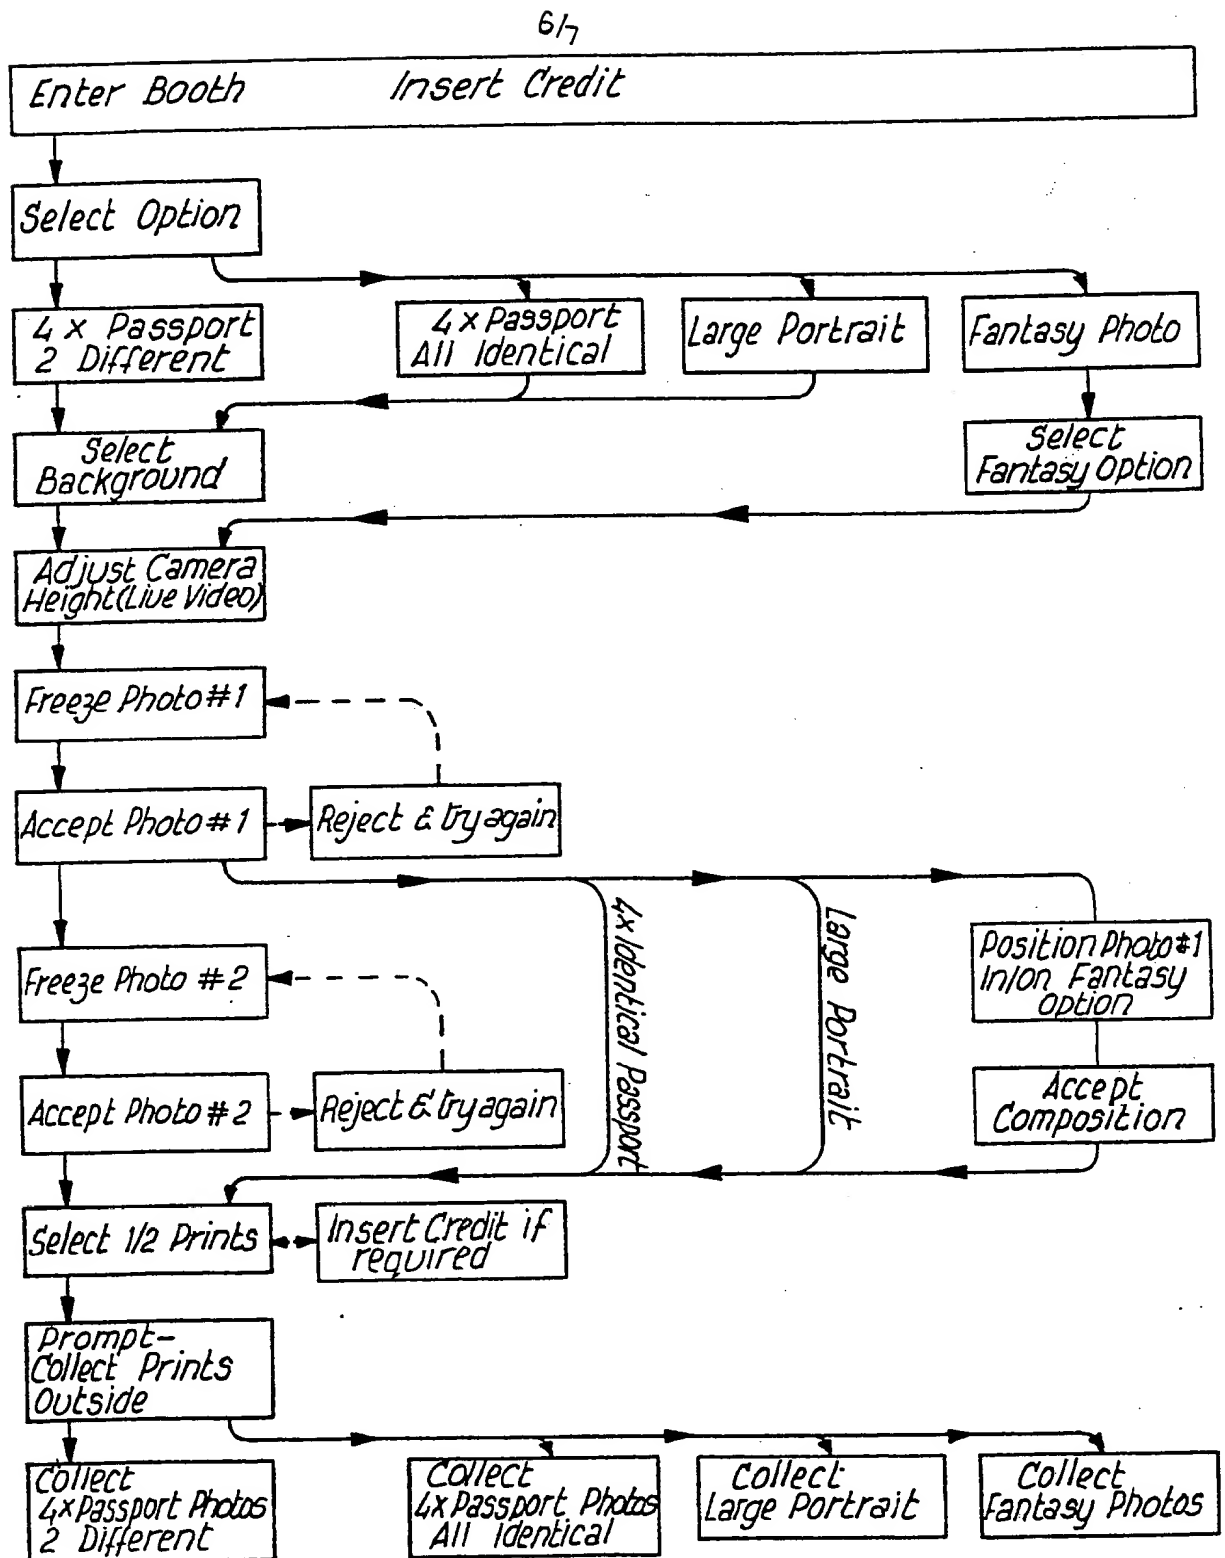 6/7
Enter Booth Insert Credit
Select Option
4 x Passport
2 Different
4 x Passport
All Identical
Large Portrait
Fantasy Photo
Select
Background
Select
Fantasy Option
Adjust Camera
Height (Live Video)
Freeze Photo #1
Accept Photo #1
Reject & try again
4x Identical Passport
Large Portrait
Position Photo #1
In/on Fantasy
Option
Freeze Photo #2
Accept Photo #2
Reject & try again
Accept
Composition
Select 1/2 Prints
Insert Credit if
required
Prompt-
Collect Prints
Outside
Collect
4x Passport Photos
2 Different
Collect
4x Passport Photos
All Identical
Collect
Large Portrait
Collect
Fantasy Photos